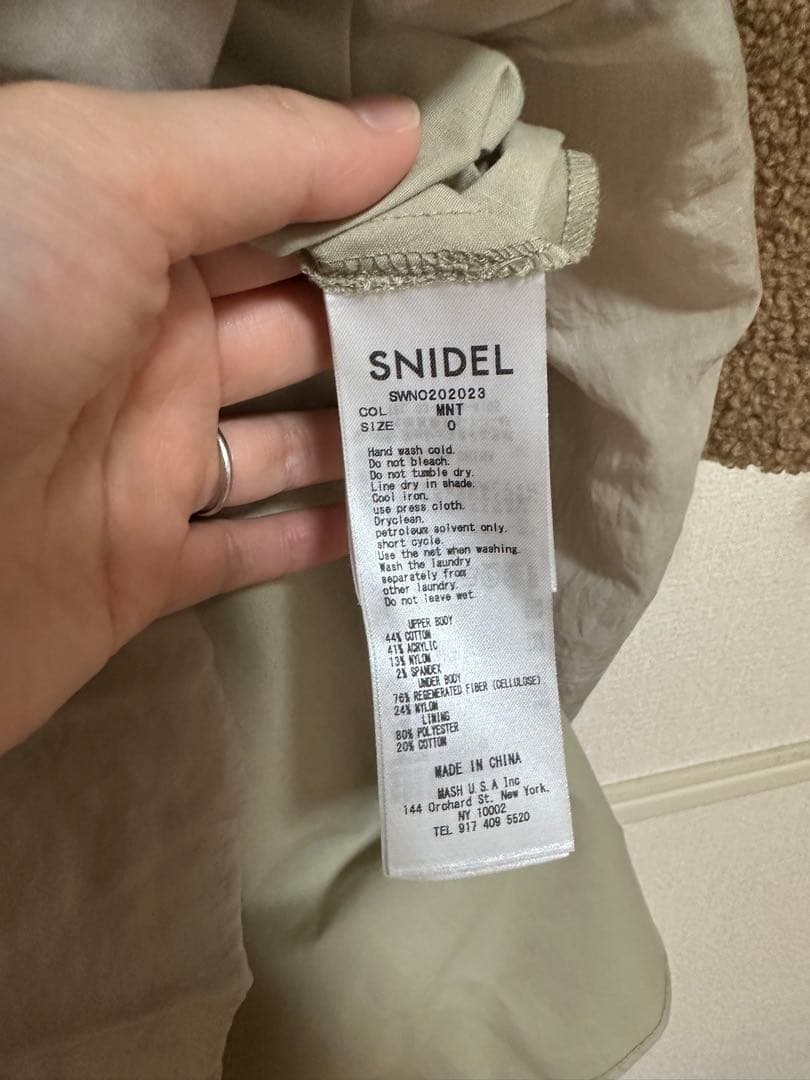 SNIDEL
SWNO202023
COL MNT
SIZE 0
Hand wash cold.
Do not bleach.
Do not tumble dry.
Line dry in shade.
Cool iron.
use press cloth.
Dryclean.
petroleum solvent only.
short cycle.
Use the net when washing.
Wash the laundry
separately from
other laundry.
Do not leave wet.
UPPER BODY
44% COTTON
41% ACRYLIC
13% NYLON
2% SPANDEX
UNDER BODY
76% REGENERATED FIBER (CELLULOSE)
24% NYLON
LINING
80% POLYESTER
20% COTTON
MADE IN CHINA
MASH U.S.A Inc
144 Orchard St. New York.
NY 10002
TEL 917 409 5520